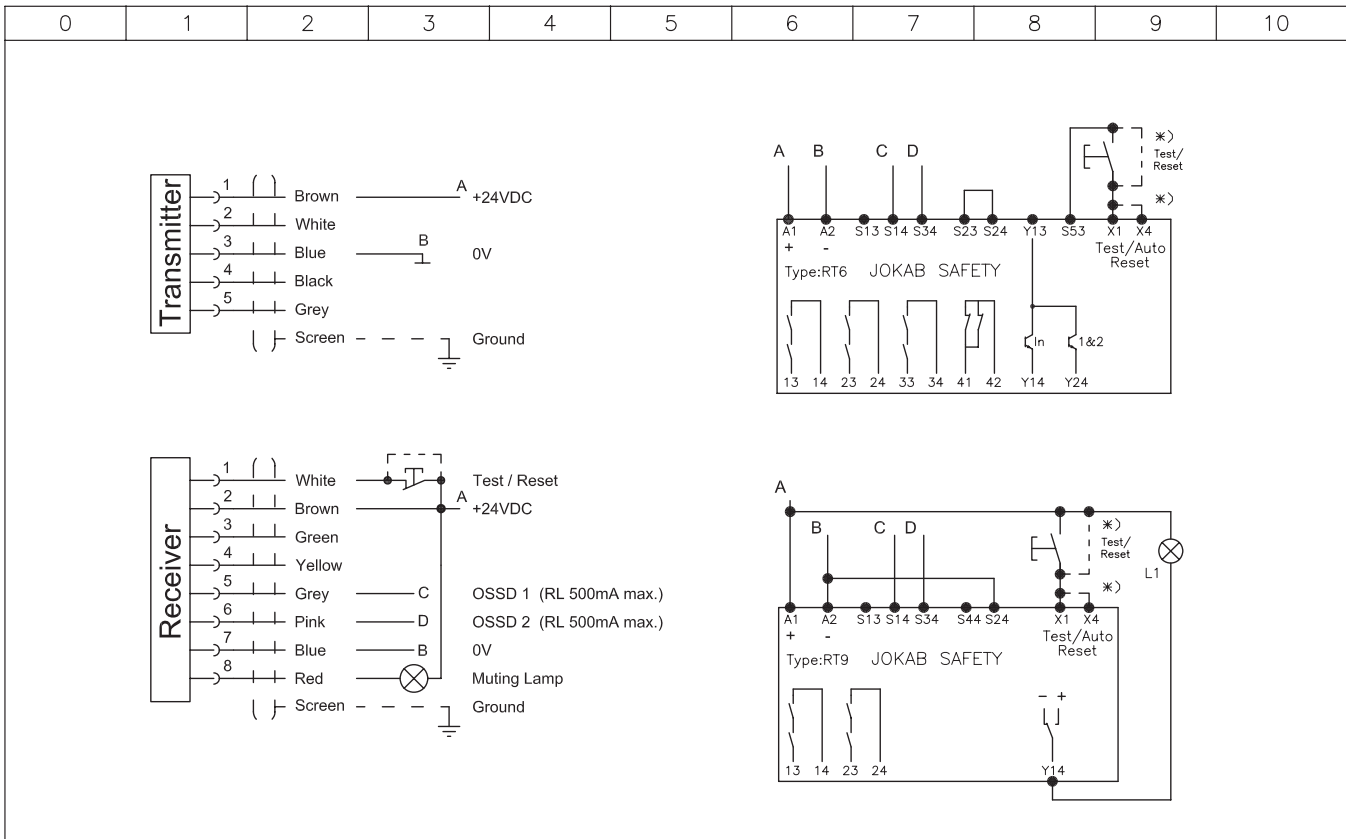 0 1 2 3 4 5 6 7 8 9 10
Transmitter
1 Brown A +24VDC
2 White
3 Blue B 0V
4 Black
5 Grey
Screen Ground
Receiver
1 White Test / Reset
2 Brown A +24VDC
3 Green
4 Yellow
5 Grey C OSSD 1 (RL 500mA max.)
6 Pink D OSSD 2 (RL 500mA max.)
7 Blue B 0V
8 Red Muting Lamp
Screen Ground
A B C D
*)
Test/
Reset
*)
A1 A2 S13 S14 S34 S23 S24 Y13 S53 X1 X4
+ -
Test/Auto
Reset
Type:RT6 JOKAB SAFETY
In 1&2
13 14 23 24 33 34 41 42 Y14 Y24
A
B C D
*)
Test/
Reset
*)
L1
A1 A2 S13 S14 S34 S44 S24 X1 X4
+ -
Test/Auto
Reset
Type:RT9 JOKAB SAFETY
- +
13 14 23 24 Y14